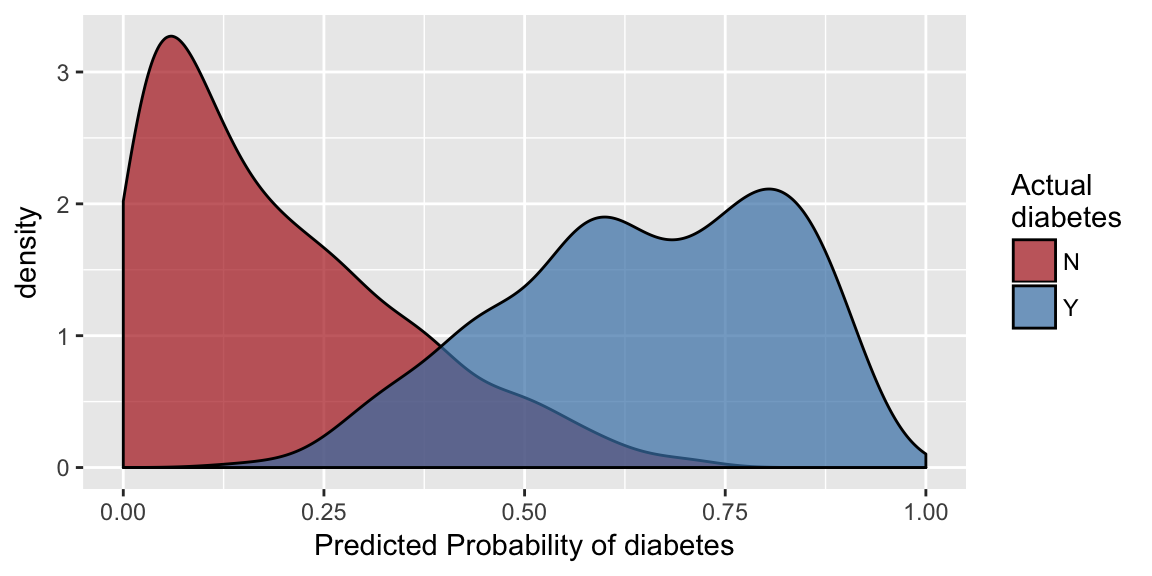 density
3
2
1
0
0.00 0.25 0.50 0.75 1.00
Predicted Probability of diabetes
Actual
diabetes
N
Y